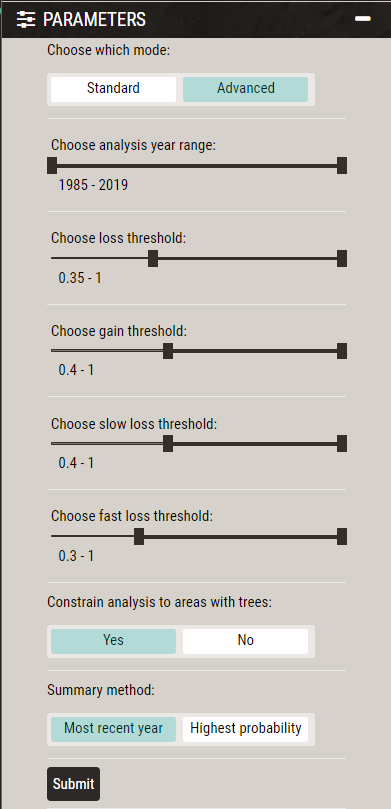 PARAMETERS
Choose which mode:
Standard Advanced
Choose analysis year range:
1985 - 2019
Choose loss threshold:
0.35 - 1
Choose gain threshold:
0.4 - 1
Choose slow loss threshold:
0.4 - 1
Choose fast loss threshold:
0.3 - 1
Constrain analysis to areas with trees:
Yes No
Summary method:
Most recent year Highest probability
Submit